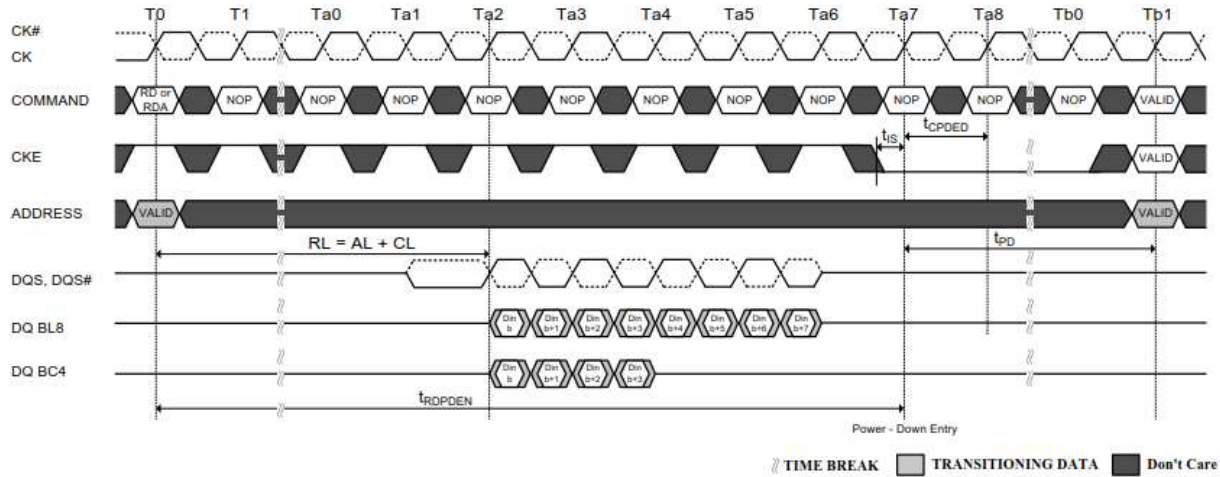 T0 T1 Ta0 Ta1 Ta2 Ta3 Ta4 Ta5 Ta6 Ta7 Ta8 Tb0 Tb1
CK#
CK
COMMAND RD or RDA NOP NOP NOP NOP NOP NOP NOP NOP NOP NOP NOP VALID
tIS tCPDED
CKE VALID
ADDRESS VALID VALID
RL = AL + CL tPD
DQS, DQS#
DQ BL8 Din b Din b+1 Din b+2 Din b+3 Din b+4 Din b+5 Din b+6 Din b+7
DQ BC4 Din b Din b+1 Din b+2 Din b+3
tRDPDEN
Power - Down Entry
TIME BREAK TRANSITIONING DATA Don't Care